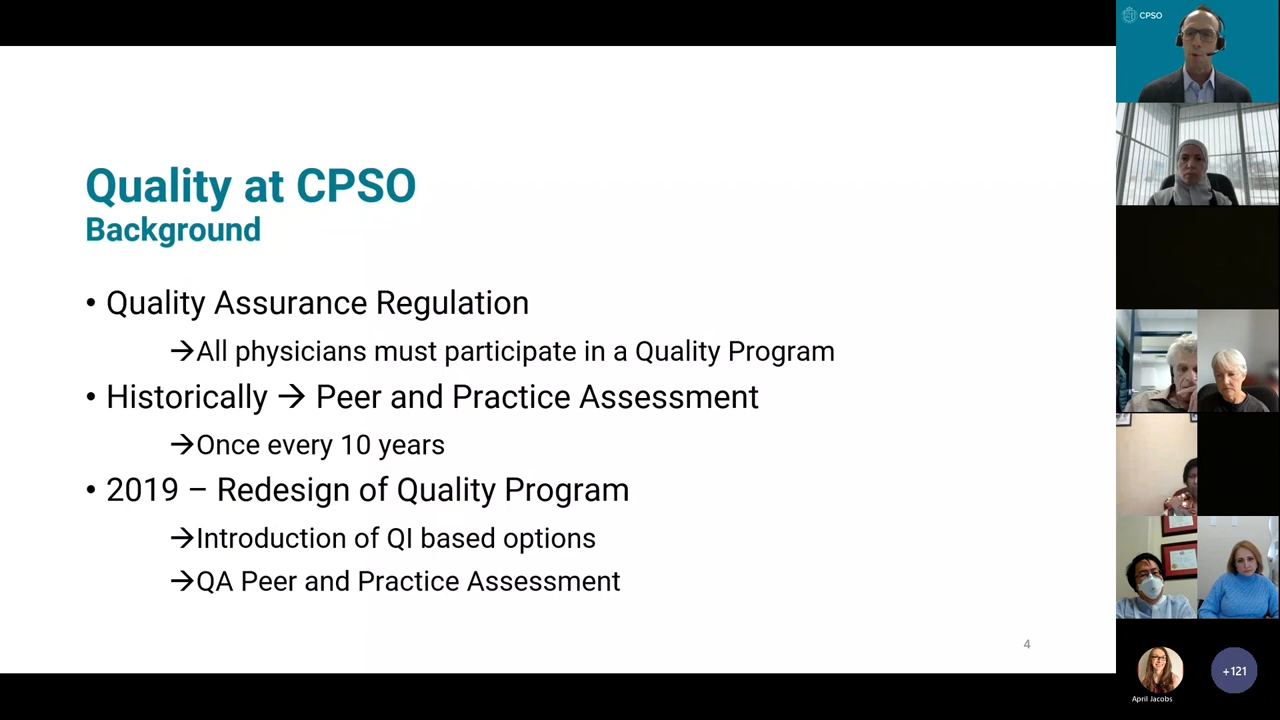 Quality at CPSO
Background
• Quality Assurance Regulation
→All physicians must participate in a Quality Program
• Historically → Peer and Practice Assessment
→Once every 10 years
• 2019 – Redesign of Quality Program
→Introduction of QI based options
→QA Peer and Practice Assessment
4
CPSO
April Jacobs
+121